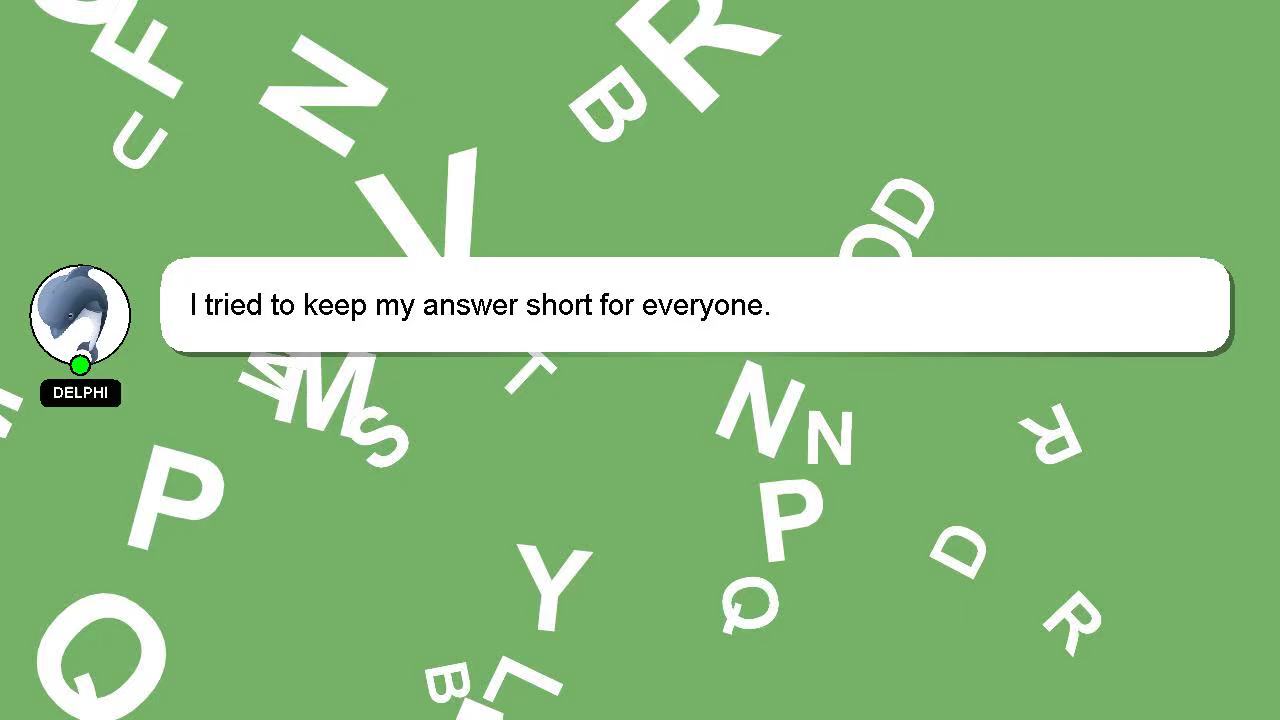 I tried to keep my answer short for everyone.
DELPHI
F
U
N
B
R
V
D
O
M
M
S
T
N
N
R
P
P
Q
Y
D
R
Q
B
L